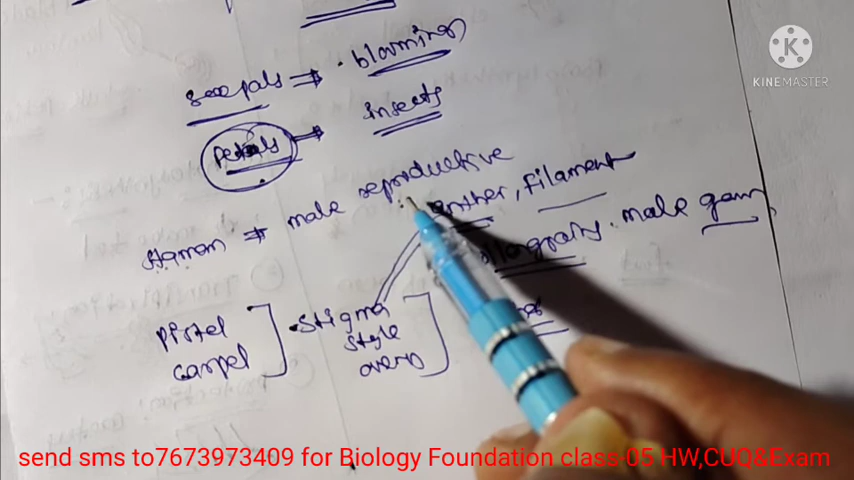 seepals ⇒ . blooming
petals → insects
stamen ⇒ male reproductive
anther, filament
male gam
pistel
carpel
• stigma
style
overy
K
KINEMASTER
send sms to7673973409 for Biology Foundation class-05 HW,CUQ&Exam